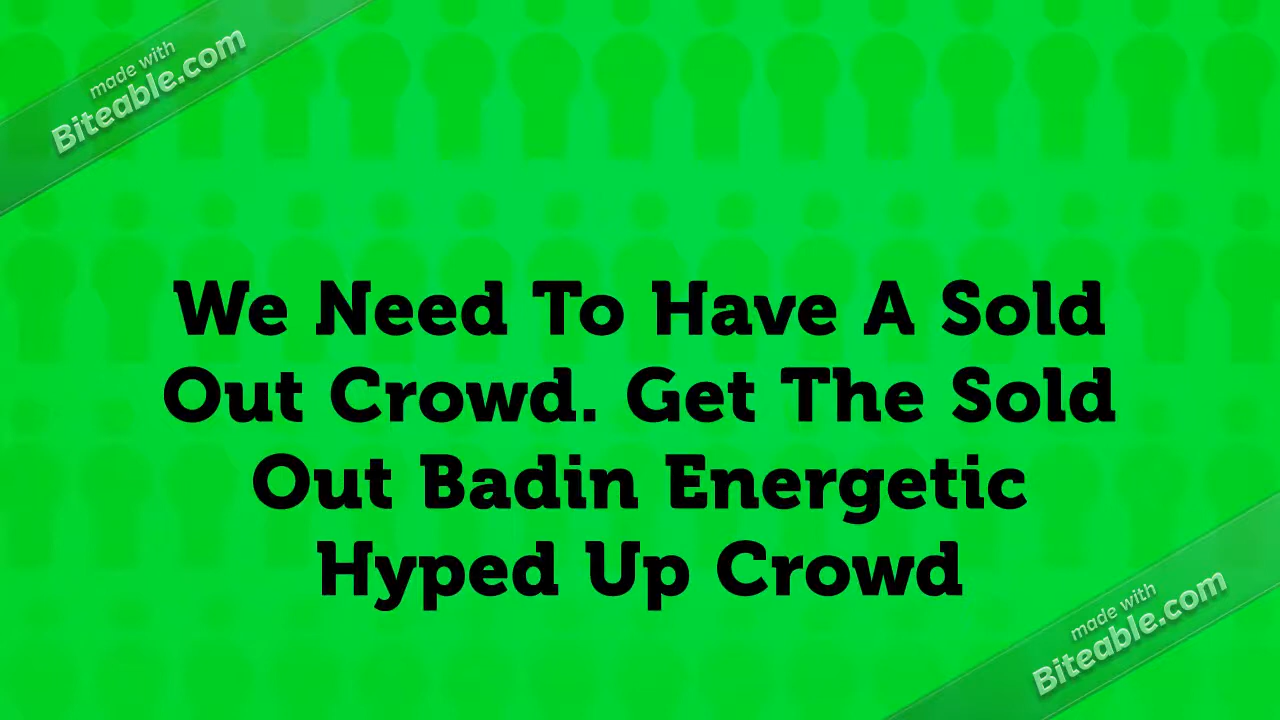 made with
Biteable.com
We Need To Have A Sold
Out Crowd. Get The Sold
Out Badin Energetic
Hyped Up Crowd
made with
Biteable.com